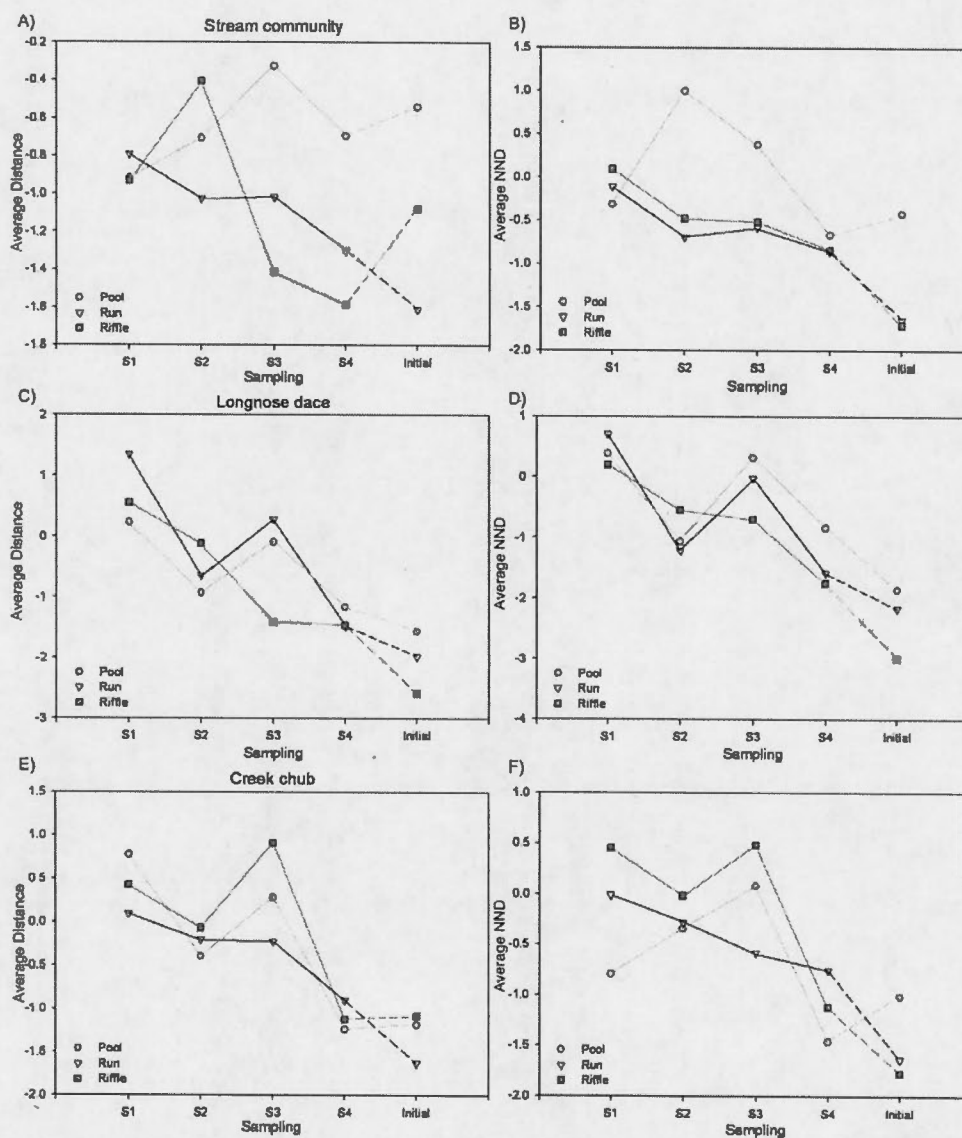 A)
Stream community
-0.2
-0.4
-0.6
-0.8
-1.0
-1.2
-1.4
-1.6
-1.8
Average Distance
Pool
Run
Riffle
S1 S2 S3 S4 Initial
Sampling
B)
1.5
1.0
0.5
0.0
-0.5
-1.0
-1.5
-2.0
Average NND
Pool
Run
Riffle
S1 S2 S3 S4 Initial
Sampling
C)
Longnose dace
2
1
0
-1
-2
-3
Average Distance
Pool
Run
Riffle
S1 S2 S3 S4 Initial
Sampling
D)
1
0
-1
-2
-3
-4
Average NND
Pool
Run
Riffle
S1 S2 S3 S4 Initial
Sampling
E)
Creek chub
1.5
1.0
0.5
0.0
-0.5
-1.0
-1.5
-2.0
Average Distance
Pool
Run
Riffle
S1 S2 S3 S4 Initial
Sampling
F)
1.0
0.5
0.0
-0.5
-1.0
-1.5
-2.0
Average NND
Pool
Run
Riffle
S1 S2 S3 S4 Initial
Sampling